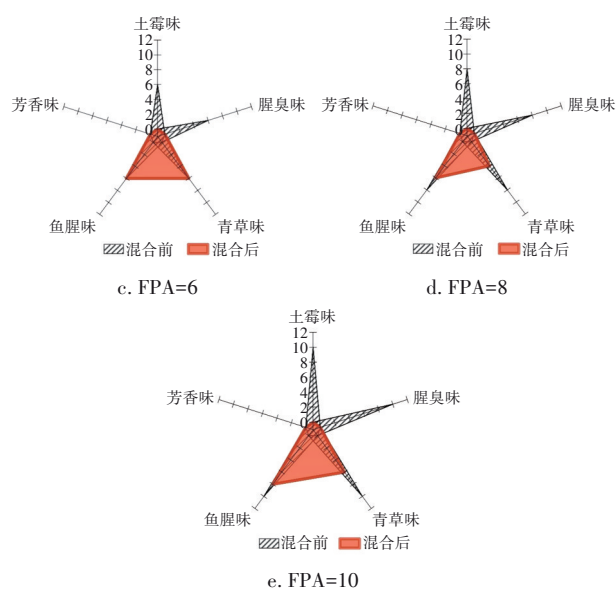 土霉味
12
10
8
6
4
2
0
芳香味
腥臭味
鱼腥味
青草味
混合前 混合后
c. FPA=6
土霉味
12
10
8
6
4
2
0
芳香味
腥臭味
鱼腥味
青草味
混合前 混合后
d. FPA=8
土霉味
12
10
8
6
4
2
0
芳香味
腥臭味
鱼腥味
青草味
混合前 混合后
e. FPA=10